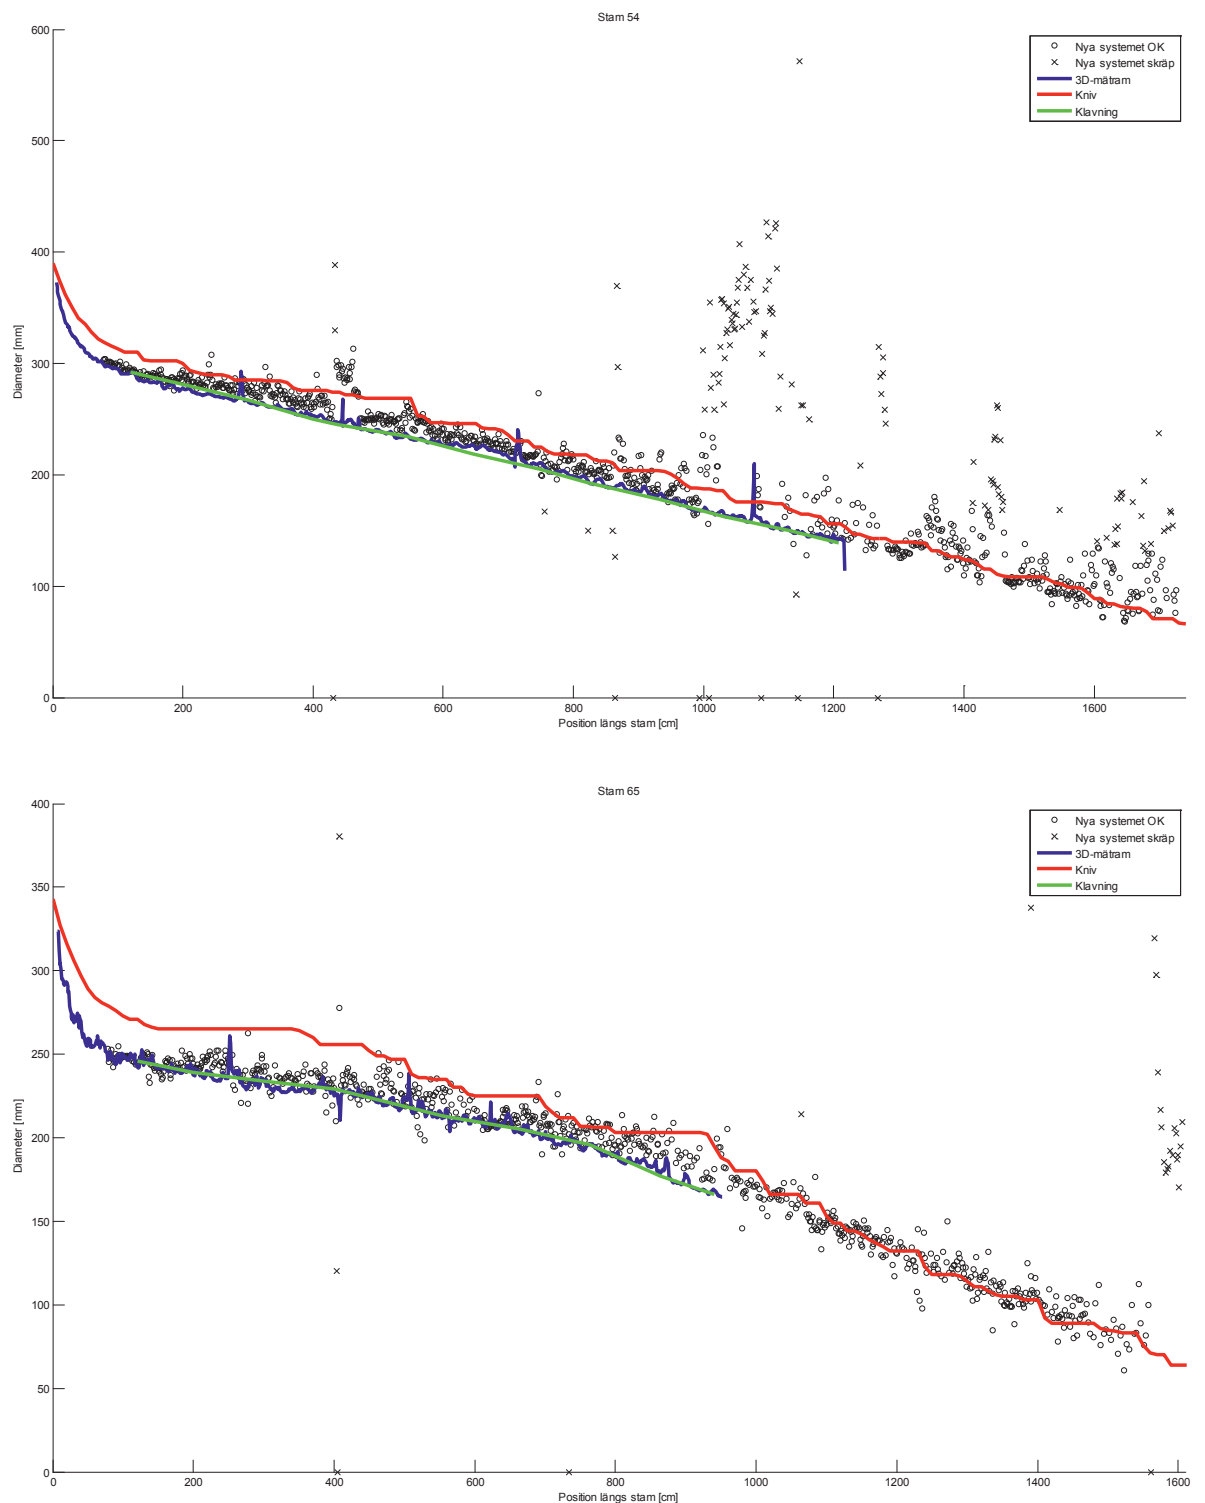 Stam 54
600
500
400
300
200
100
0
Diameter [mm]
0 200 400 600 800 1000 1200 1400 1600
Position längs stam [cm]
Nya systemet OK
Nya systemet skräp
3D-mätram
Kniv
Klavning
Stam 65
400
350
300
250
200
150
100
50
0
Diameter [mm]
0 200 400 600 800 1000 1200 1400 1600
Position längs stam [cm]
Nya systemet OK
Nya systemet skräp
3D-mätram
Kniv
Klavning